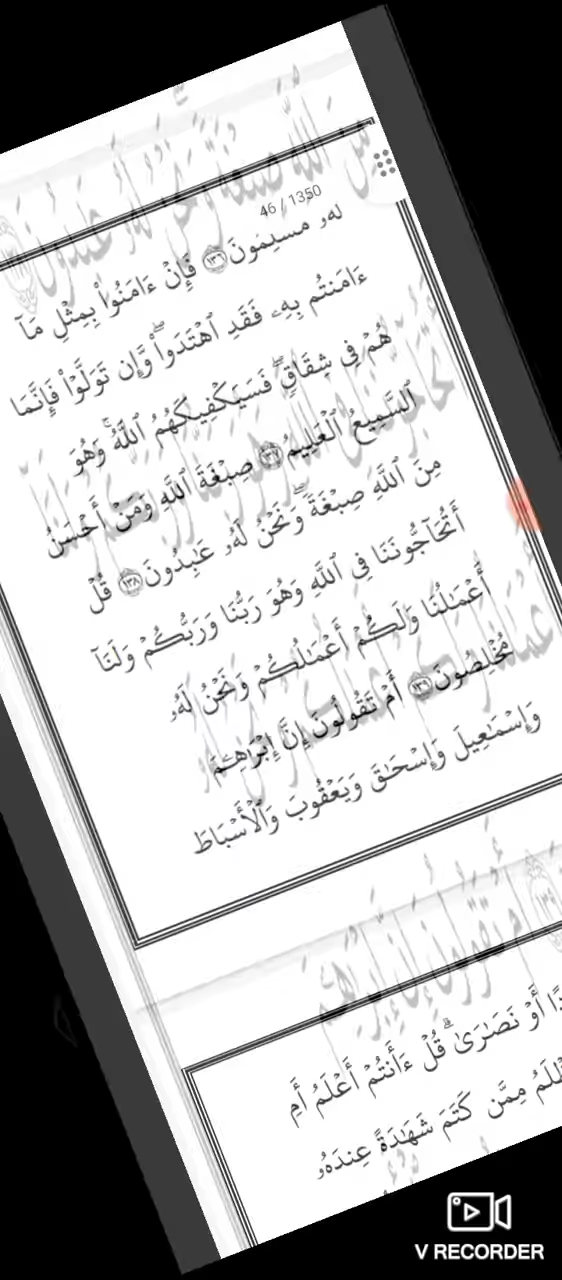 46 / 1350
لَهُۥ مُسْلِمُونَ ١٣٦ فَإِنْ ءَامَنُوا۟ بِمِثْلِ مَآ
ءَامَنتُم بِهِۦ فَقَدِ ٱهْتَدَوا۟ ۖ وَّإِن تَوَلَّوْا۟ فَإِنَّمَا
هُمْ فِى شِقَاقٍ ۖ فَسَيَكْفِيكَهُمُ ٱللَّهُ ۚ وَهُوَ
ٱلسَّمِيعُ ٱلْعَلِيمُ ١٣٧ صِبْغَةَ ٱللَّهِ وَمَنْ أَحْسَنُ
مِنَ ٱللَّهِ صِبْغَةً ۖ وَنَحْنُ لَهُۥ عَـٰبِدُونَ ١٣٨ قُلْ
أَتُحَآجُّونَنَا فِى ٱللَّهِ وَهُوَ رَبُّنَا وَرَبُّكُمْ وَلَنَآ
أَعْمَـٰلُنَا وَلَكُمْ أَعْمَـٰلُكُمْ وَنَحْنُ لَهُۥ
مُخْلِصُونَ ١٣٩ أَمْ تَقُولُونَ إِنَّ إِبْرَٰهِـۧمَ
وَإِسْمَـٰعِيلَ وَإِسْحَـٰقَ وَيَعْقُوبَ وَٱلْأَسْبَاطَ
أَوْ نَصَـٰرَىٰ ۗ قُلْ ءَأَنتُمْ أَعْلَمُ أَمِ
مِمَّن كَتَمَ شَهَـٰدَةً عِندَهُۥ
V RECORDER